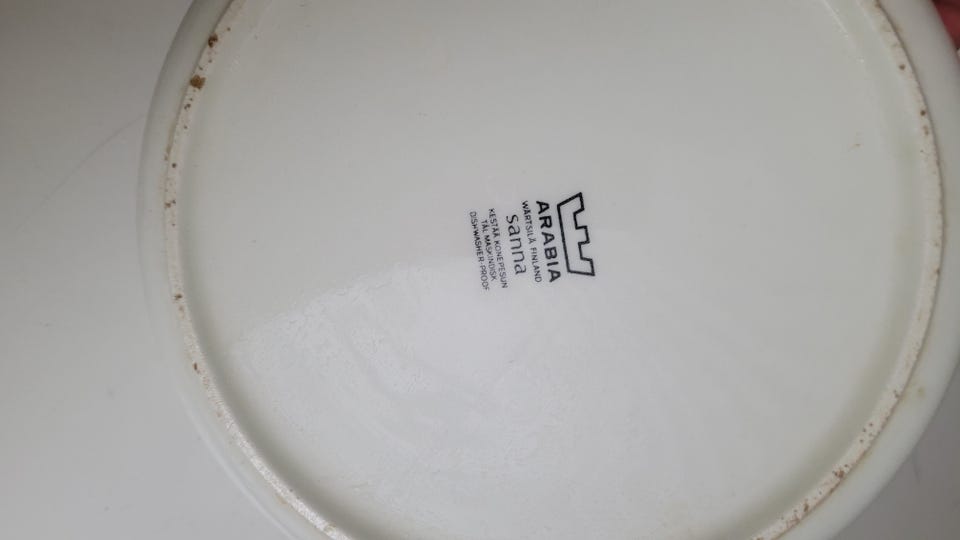 ARABIA
WÄRTSILÄ, FINLAND
sanna
KESTÄÄ KONEPESUN
TÅL MASKINDISK
DISHWASHER-PROOF